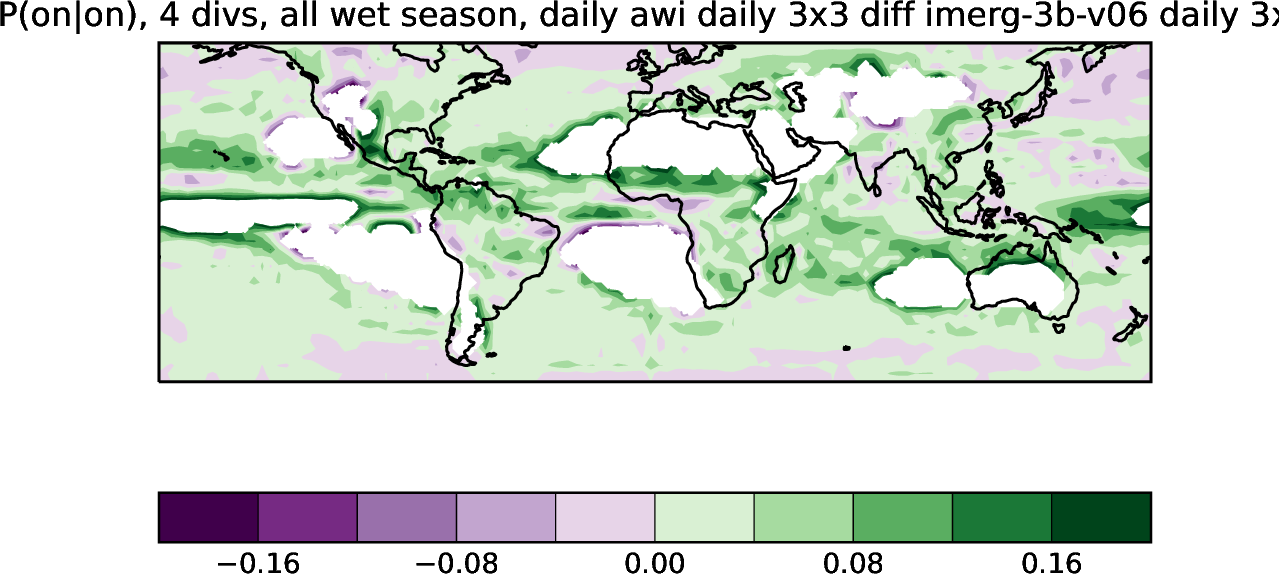 P(on|on), 4 divs, all wet season, daily awi daily 3x3 diff imerg-3b-v06 daily 3x
−0.16 −0.08 0.00 0.08 0.16